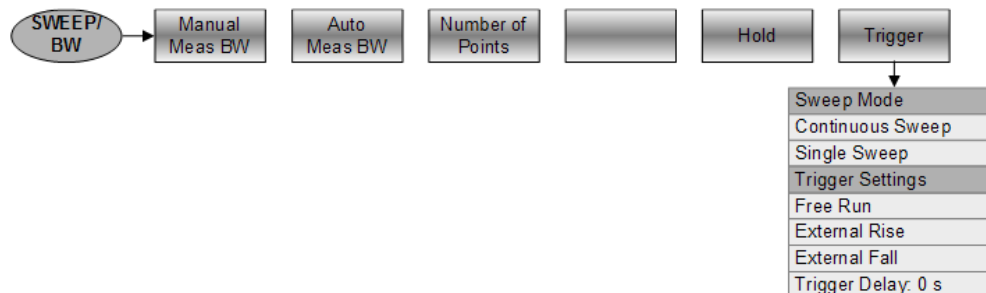 SWEEP/
BW
Manual
Meas BW
Auto
Meas BW
Number of
Points
Hold
Trigger
Sweep Mode
Continuous Sweep
Single Sweep
Trigger Settings
Free Run
External Rise
External Fall
Trigger Delay: 0 s